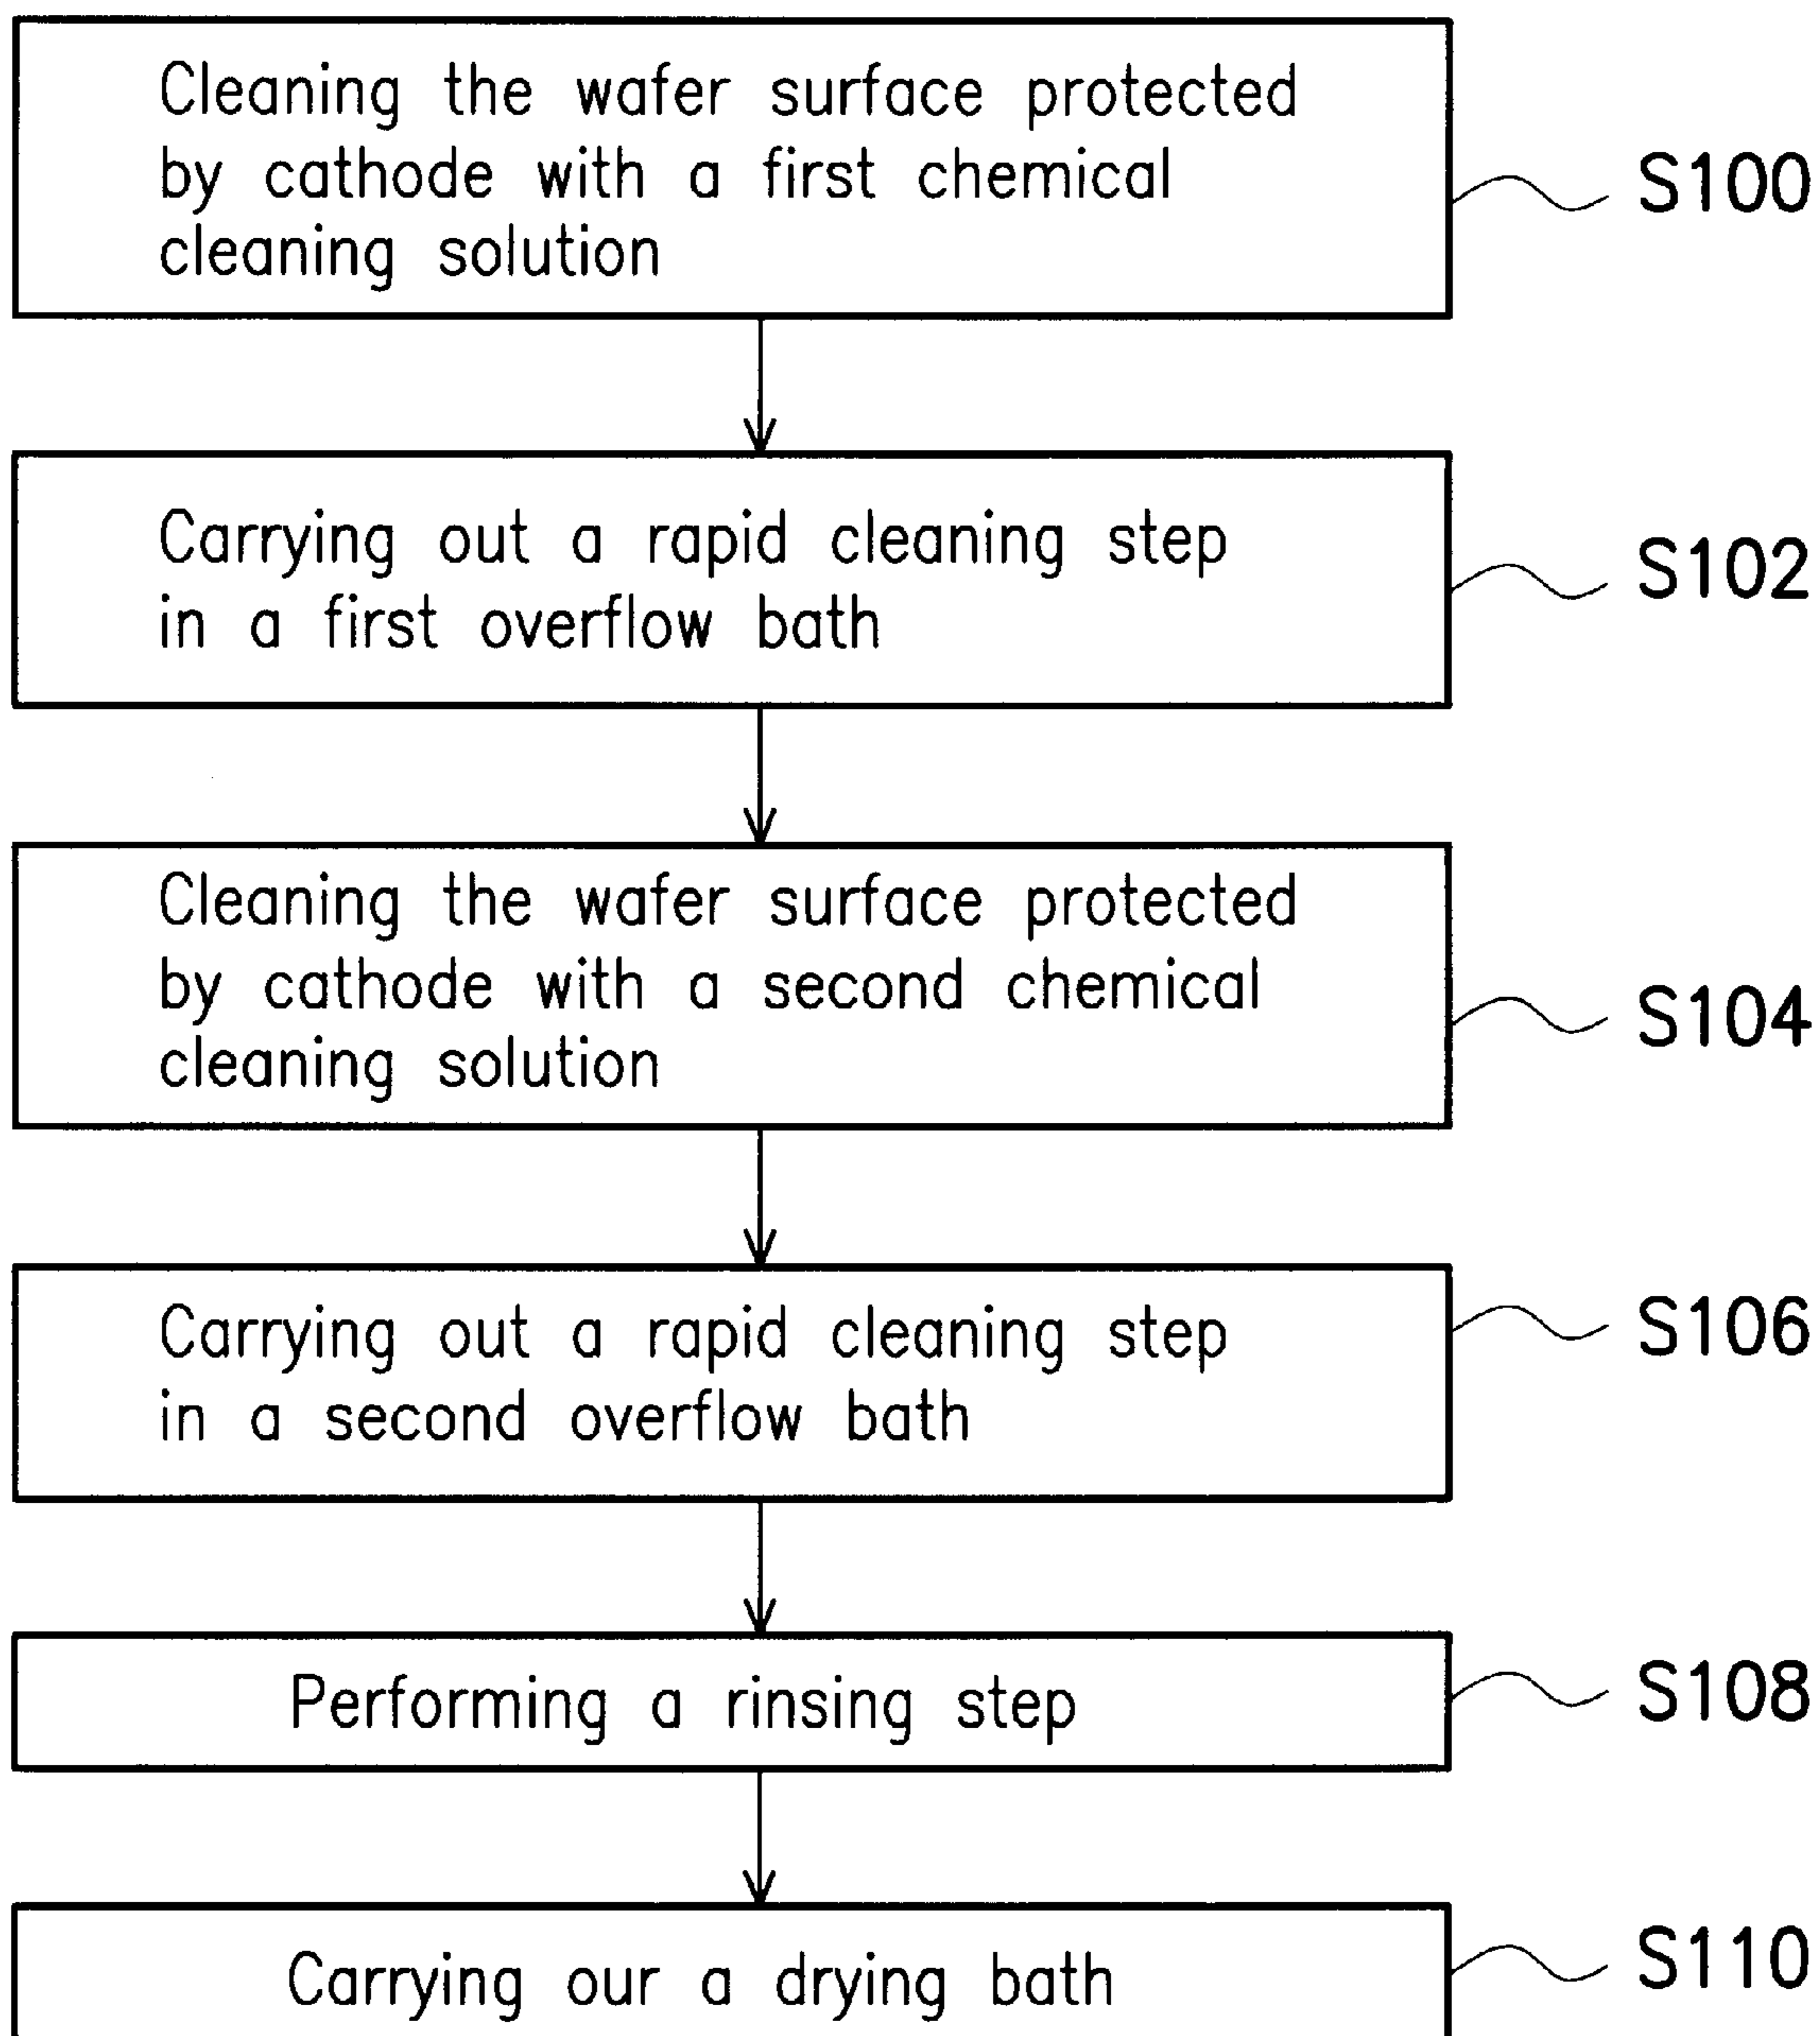 Cleaning the wafer surface protected
by cathode with a first chemical
cleaning solution
S100
Carrying out a rapid cleaning step
in a first overflow bath
S102
Cleaning the wafer surface protected
by cathode with a second chemical
cleaning solution
S104
Carrying out a rapid cleaning step
in a second overflow bath
S106
Performing a rinsing step
S108
Carrying our a drying bath
S110